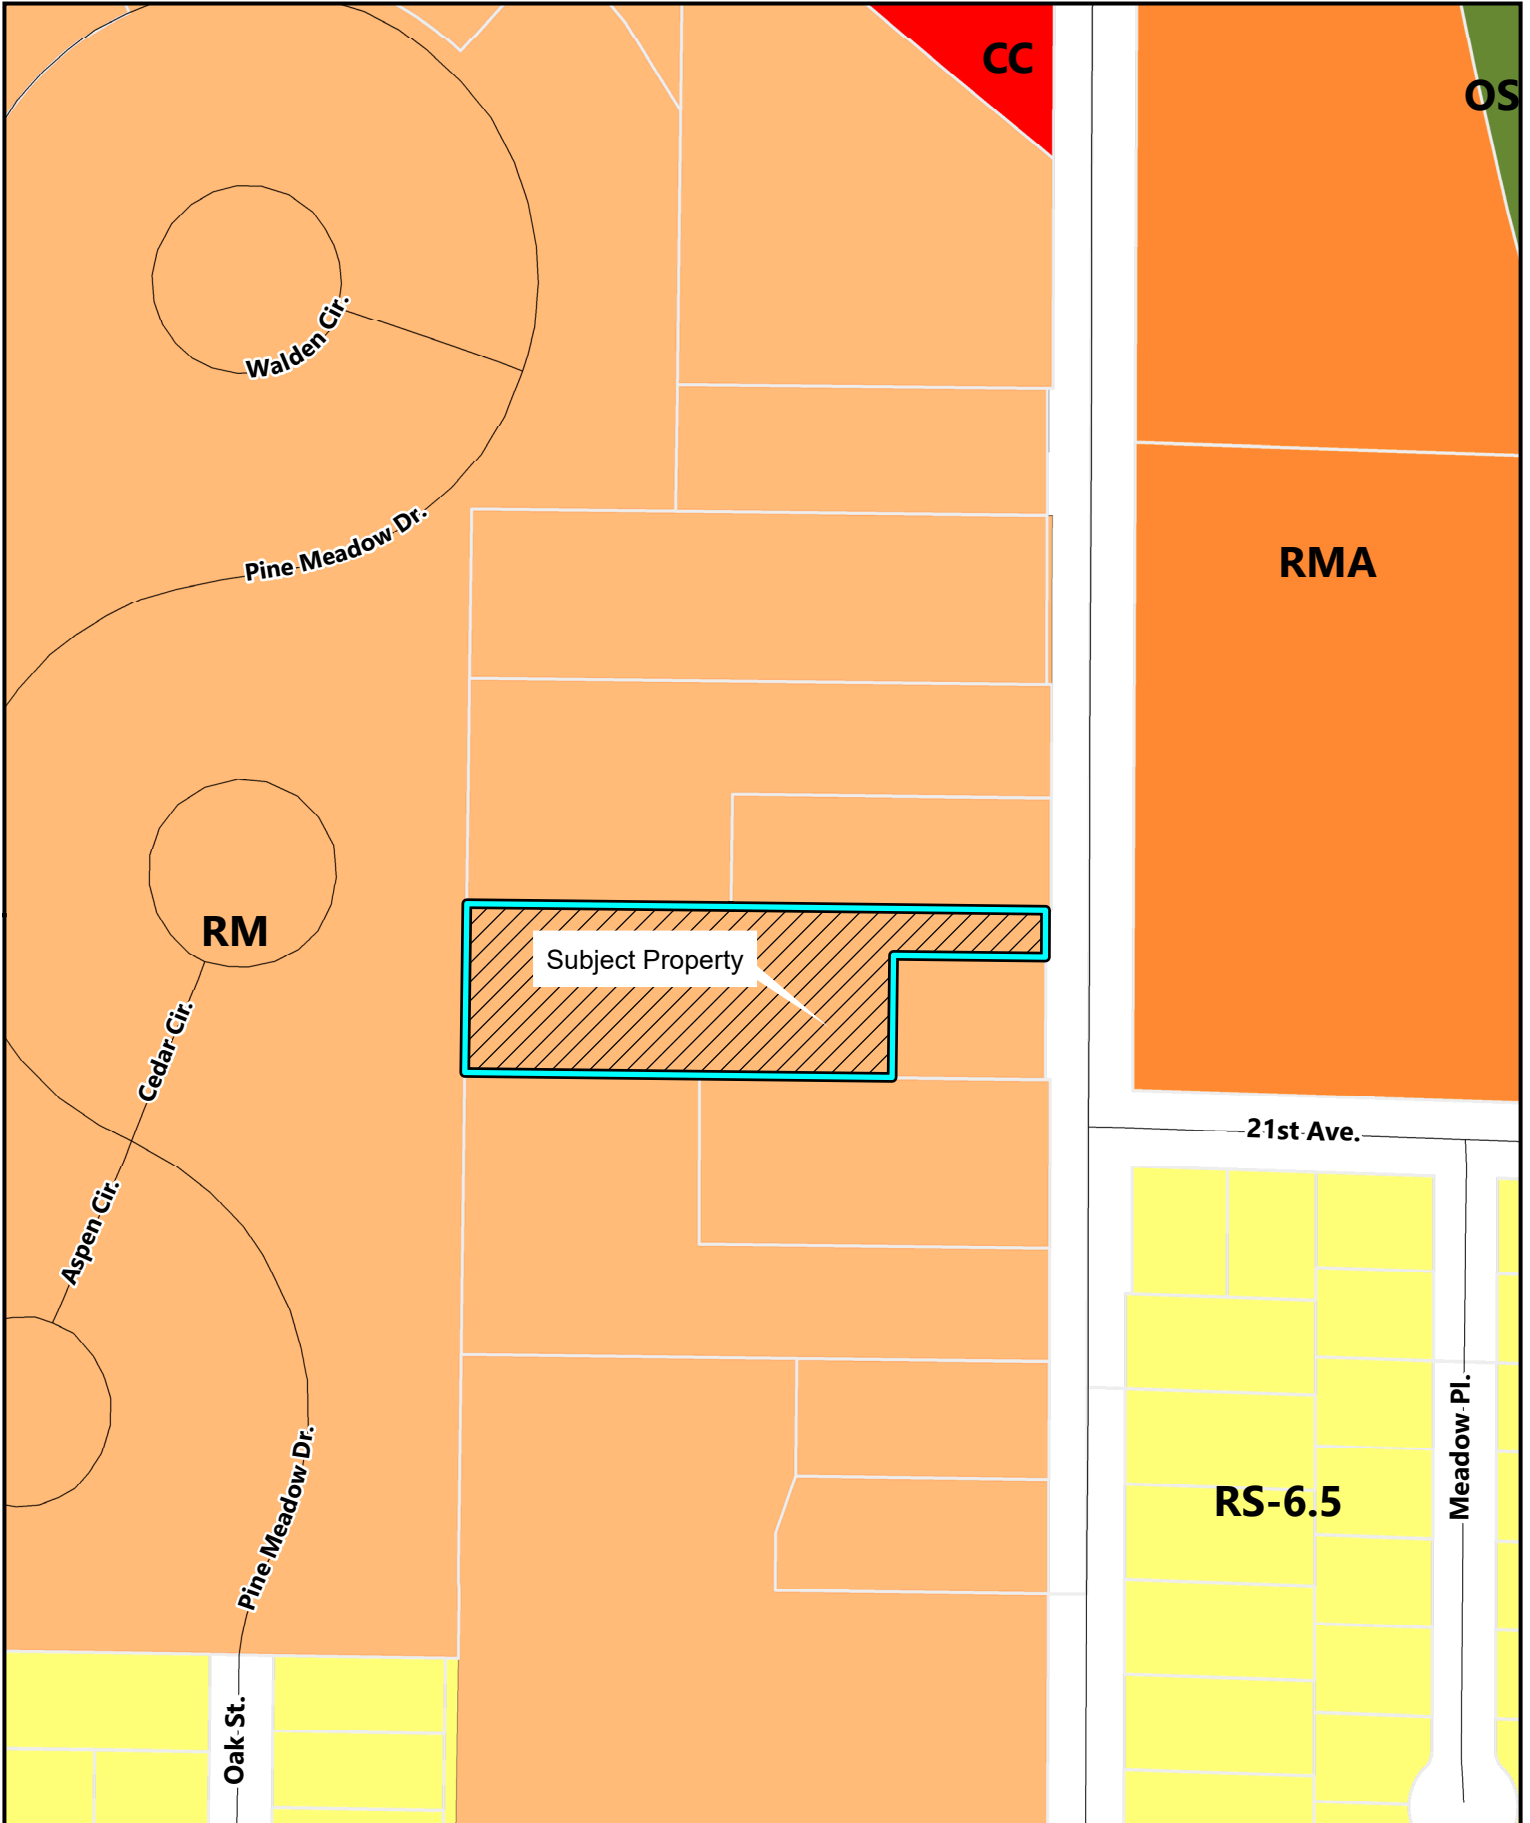 CC
OS
Walden Cir.
Pine Meadow Dr.
RMA
RM
Subject Property
Cedar Cir.
21st Ave.
Aspen Cir.
Meadow Pl.
RS-6.5
Pine Meadow Dr.
Oak St.